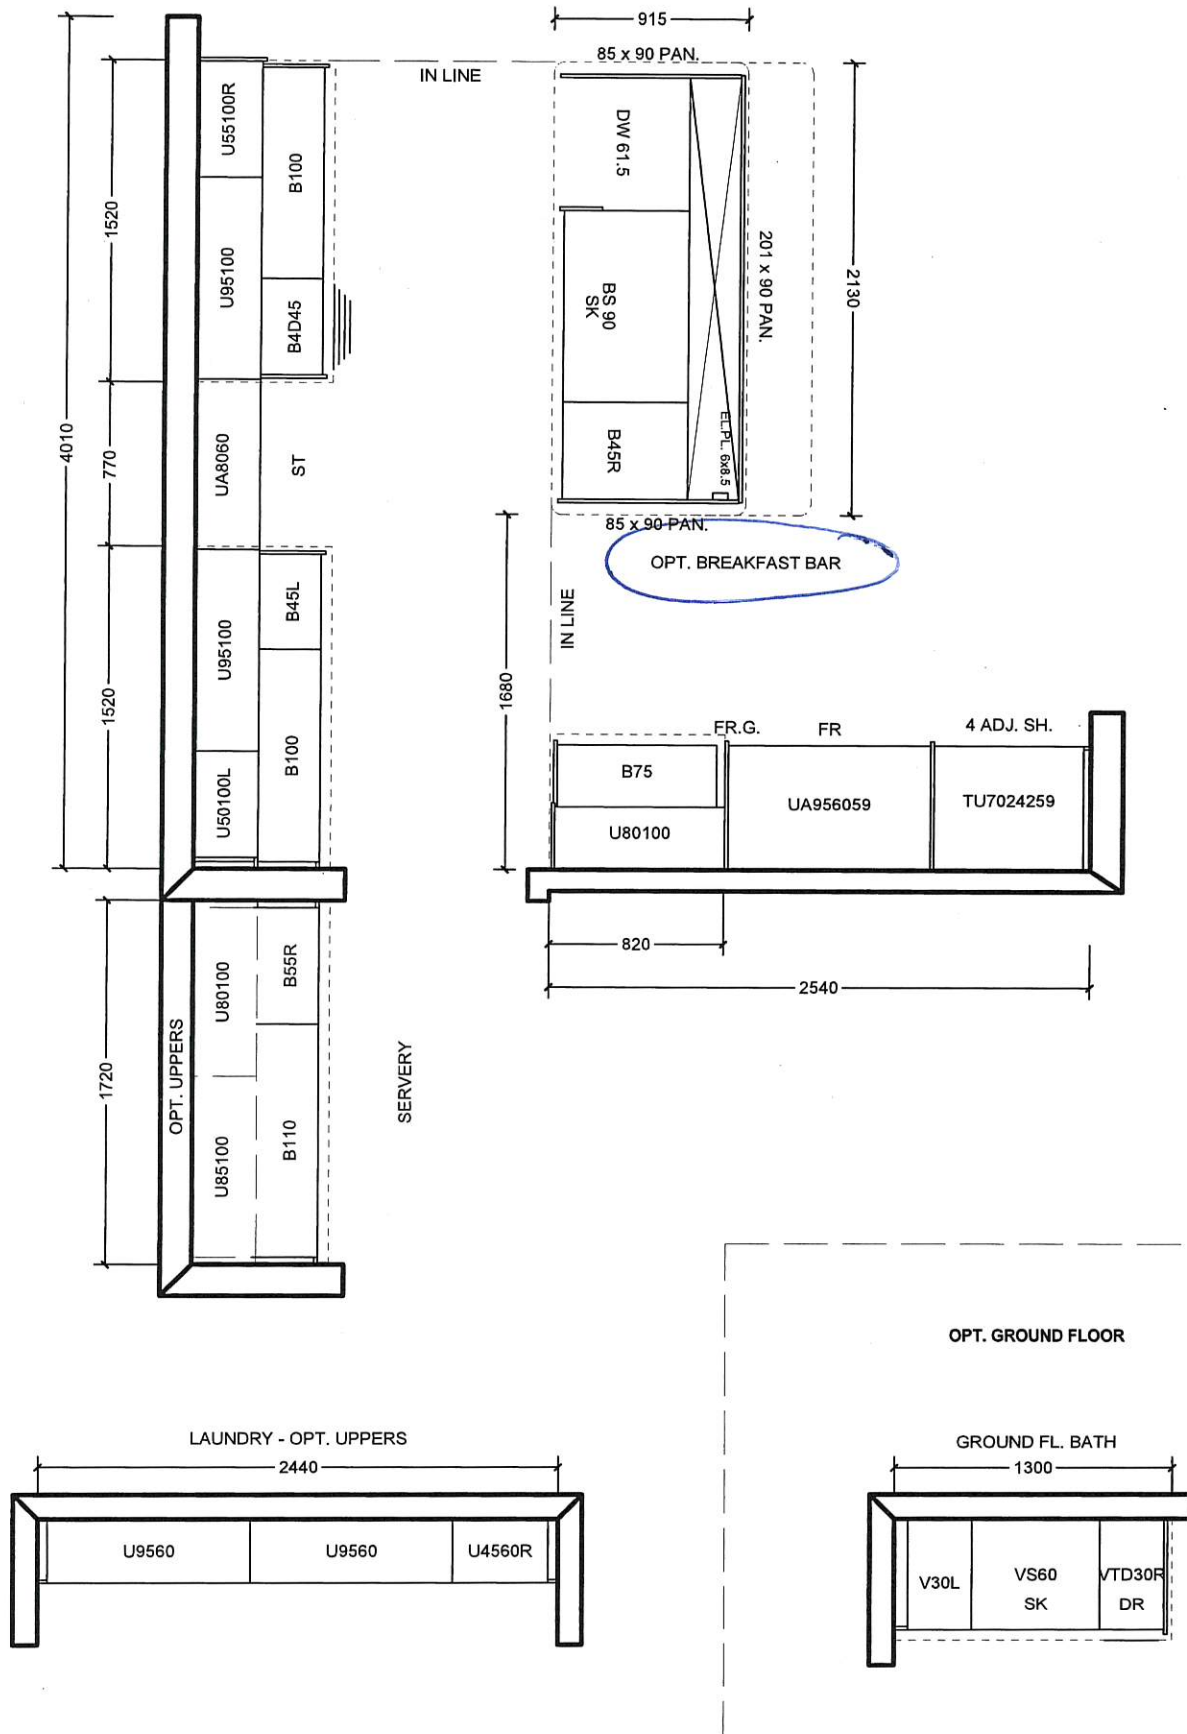 915
85 x 90 PAN.
IN LINE
U55100R
B100
DW 61.5
1520
U95100
BS 90
SK
201 x 90 PAN.
2130
B4D45
4010
770
UA8060
ST
B45R
EL.PL. 6x8.5
85 x 90 PAN.
OPT. BREAKFAST BAR
B45L
U95100
IN LINE
1520
1680
B100
U50100L
FR.G.
FR
4 ADJ. SH.
B75
UA956059
TU7024259
U80100
820
2540
B55R
U80100
OPT. UPPERS
1720
SERVERY
B110
U85100
OPT. GROUND FLOOR
LAUNDRY - OPT. UPPERS
2440
U9560
U9560
U4560R
GROUND FL. BATH
1300
V30L
VS60
SK
VTD30R
DR